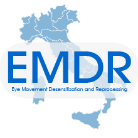 EMDR
Eye Movement Desensitization and Reprocessing